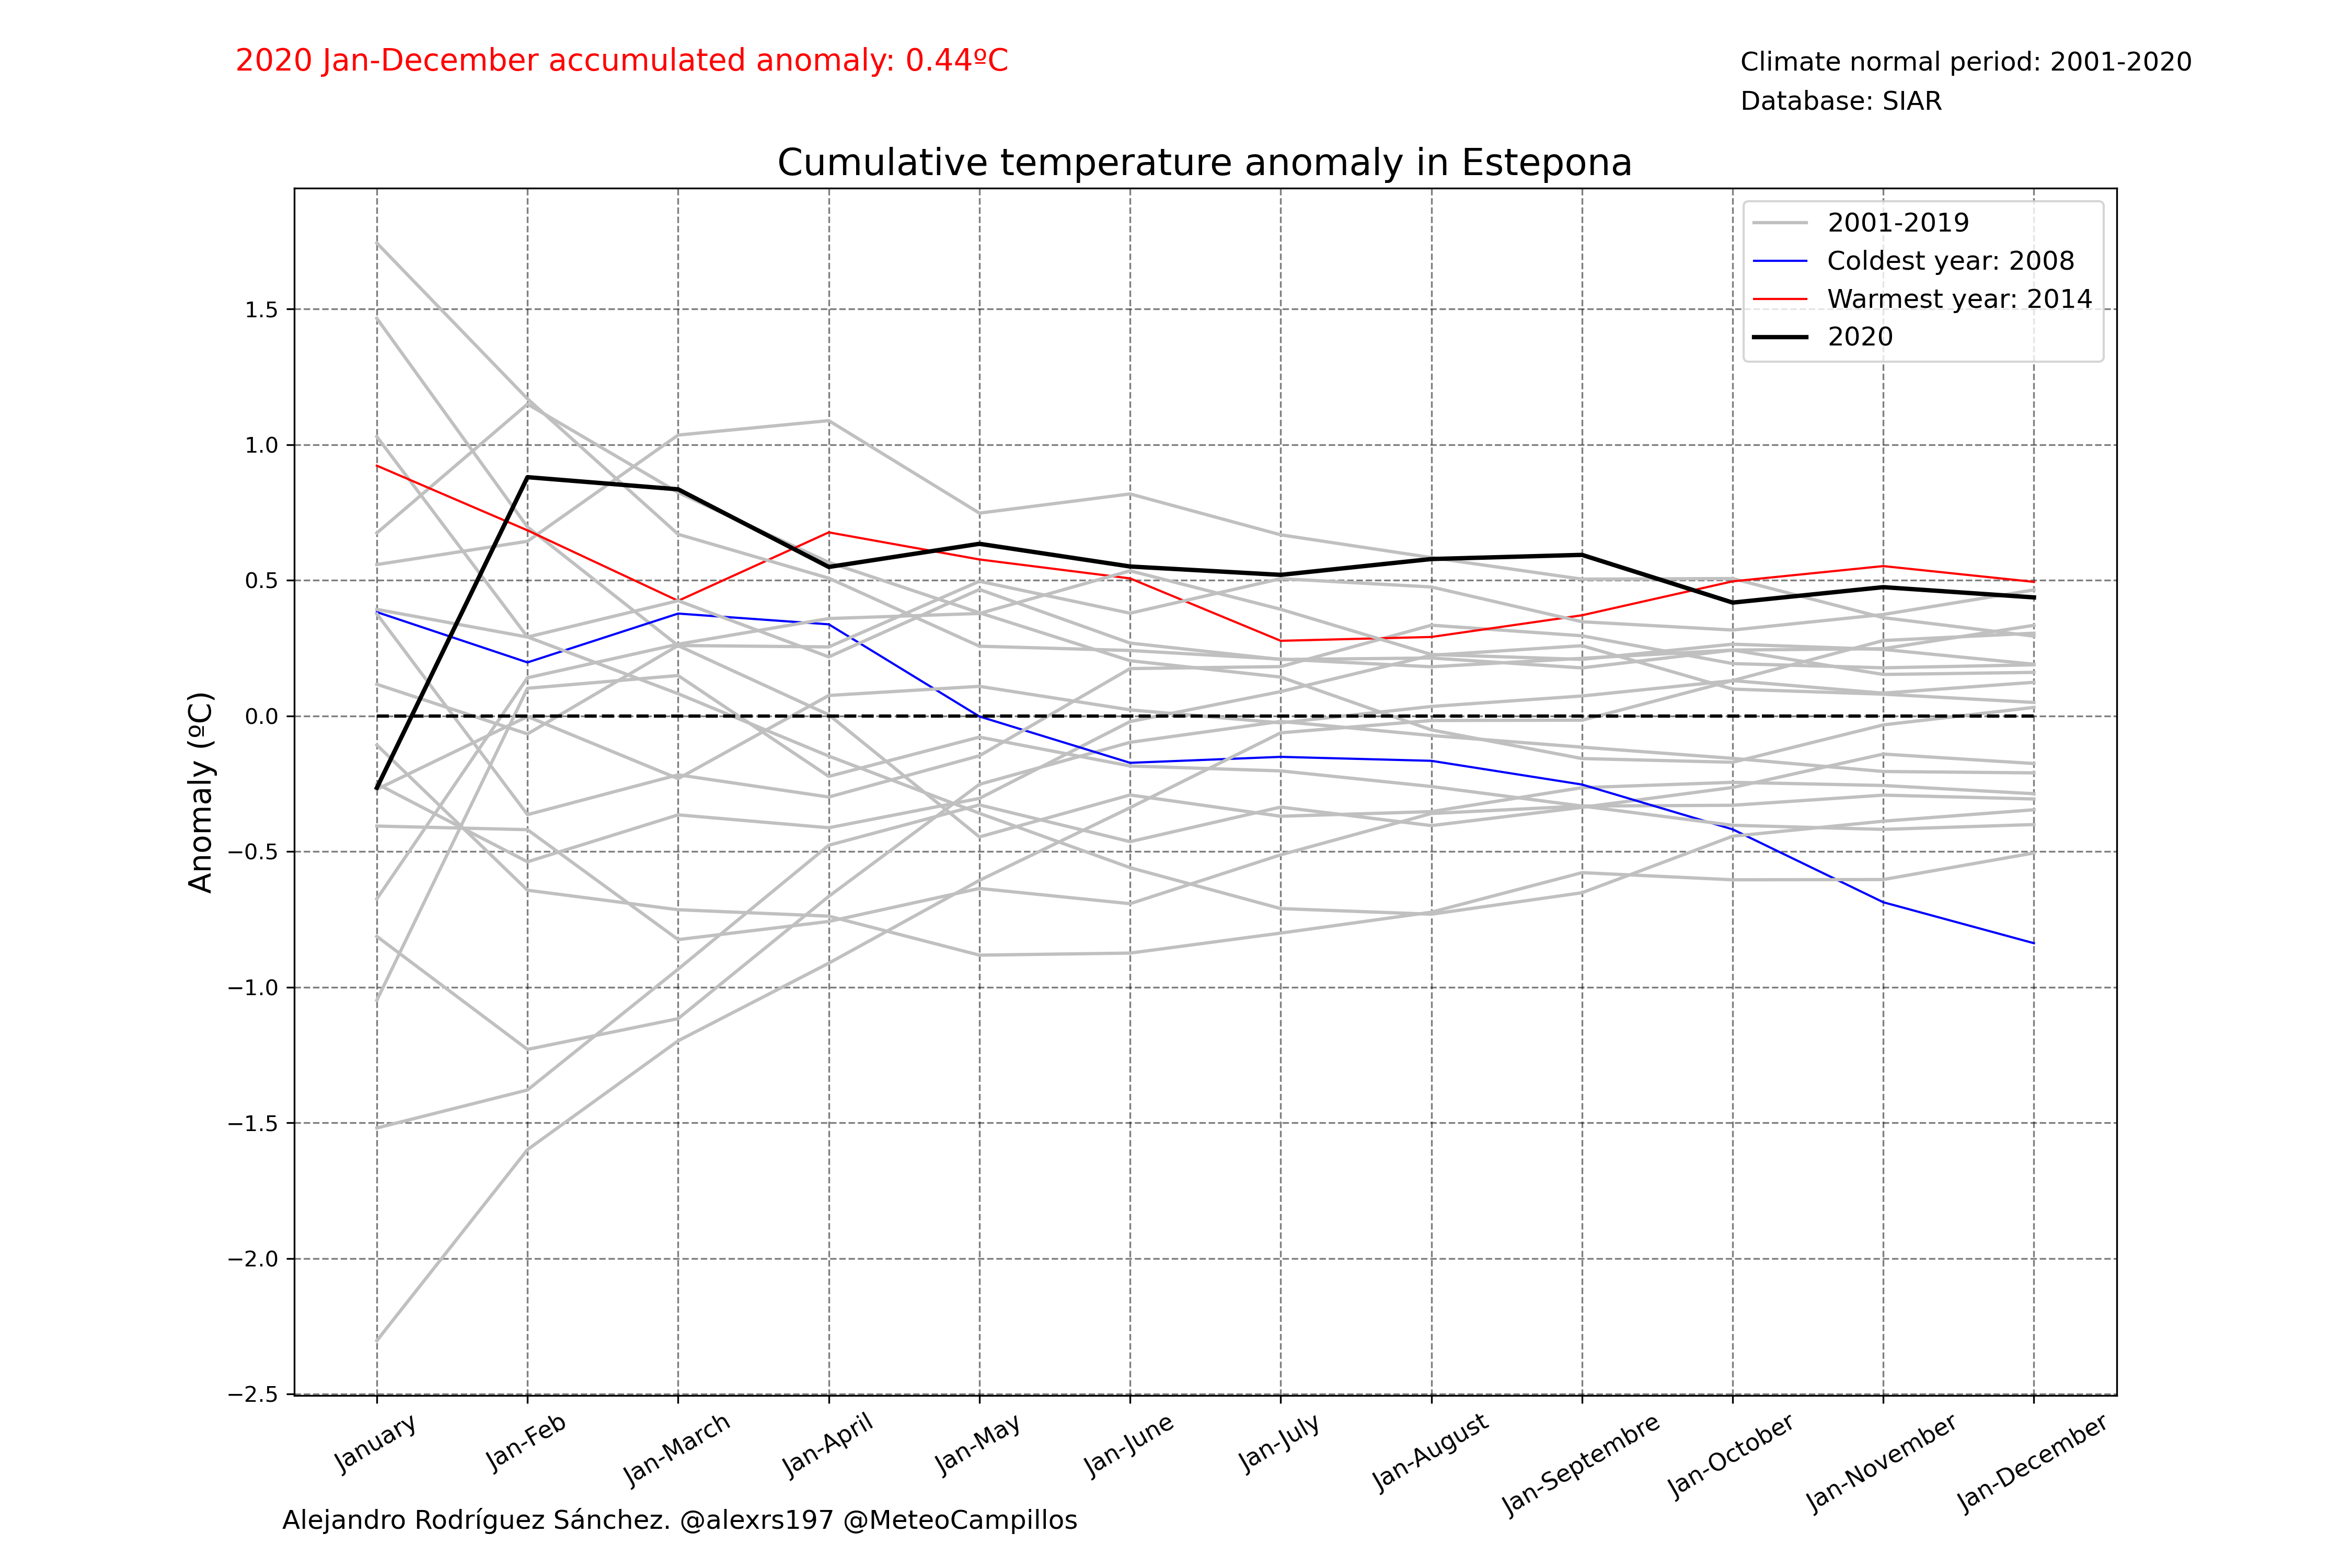 2020 Jan-December accumulated anomaly: 0.44ºC
Climate normal period: 2001-2020
Database: SIAR
Cumulative temperature anomaly in Estepona
2001-2019
Coldest year: 2008
Warmest year: 2014
2020
Anomaly (ºC)
1.5
1.0
0.5
0.0
−0.5
−1.0
−1.5
−2.0
−2.5
January
Jan-Feb
Jan-March
Jan-April
Jan-May
Jan-June
Jan-July
Jan-August
Jan-Septembre
Jan-October
Jan-November
Jan-December
Alejandro Rodríguez Sánchez. @alexrs197 @MeteoCampillos